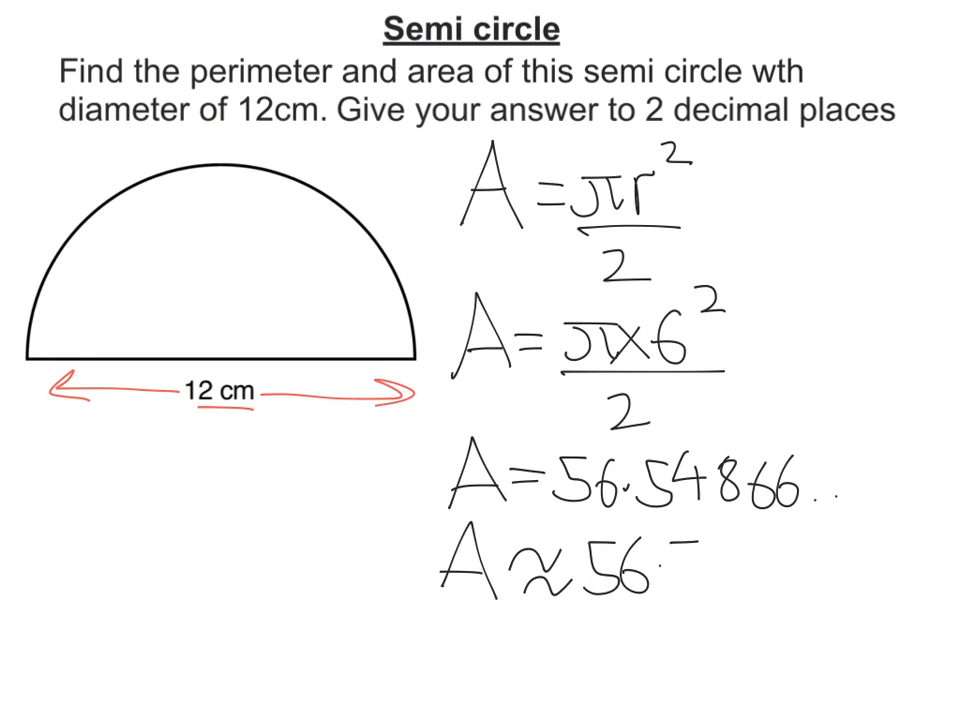 Semi circle
Find the perimeter and area of this semi circle wth
diameter of 12cm. Give your answer to 2 decimal places
A = πr²
2
A = π×6²
2
12 cm
A = 56.54866...
A ≈ 56.